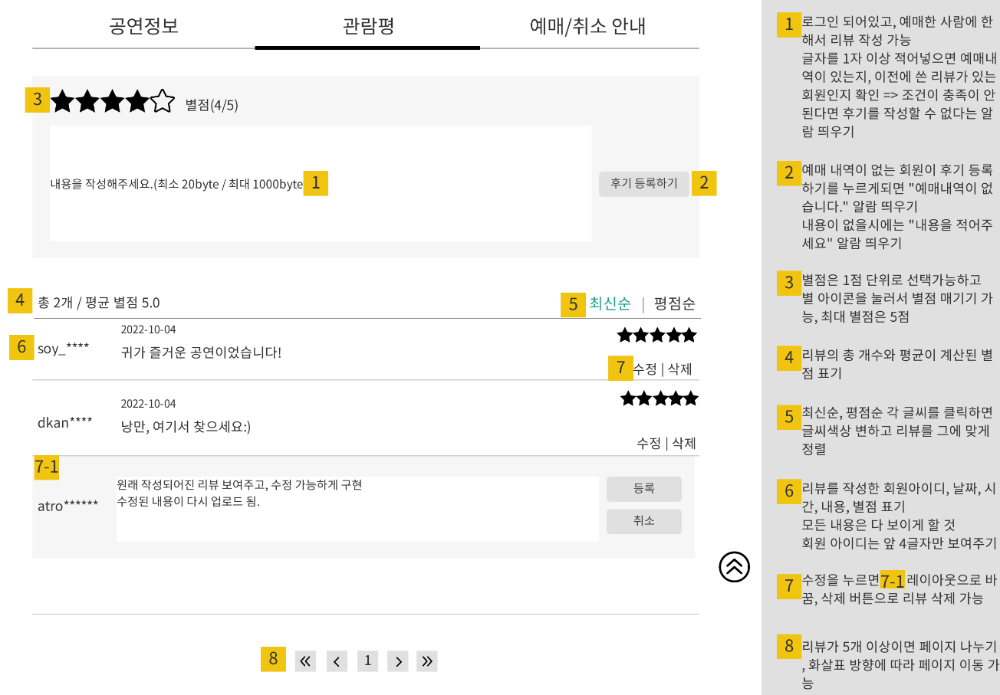 공연정보
관람평
예매/취소 안내
3
별점(4/5)
내용을 작성해주세요.(최소 20byte / 최대 1000byte
1
후기 등록하기
2
4
총 2개 / 평균 별점 5.0
5
최신순 | 평점순
6
soy_****
2022-10-04
귀가 즐거운 공연이었습니다!
7
수정 | 삭제
dkan****
2022-10-04
낭만, 여기서 찾으세요:)
수정 | 삭제
7-1
atro******
원래 작성되어진 리뷰 보여주고, 수정 가능하게 구현
수정된 내용이 다시 업로드 됨.
등록
취소
8
«
‹
1
›
»
1
로그인 되어있고, 예매한 사람에 한
해서 리뷰 작성 가능
글자를 1자 이상 적어넣으면 예매내
역이 있는지, 이전에 쓴 리뷰가 있는
회원인지 확인 => 조건이 충족이 안
된다면 후기를 작성할 수 없다는 알
람 띄우기
2
예매 내역이 없는 회원이 후기 등록
하기를 누르게되면 "예매내역이 없
습니다." 알람 띄우기
내용이 없을시에는 "내용을 적어주
세요" 알람 띄우기
3
별점은 1점 단위로 선택가능하고
별 아이콘을 눌러서 별점 매기기 가
능, 최대 별점은 5점
4
리뷰의 총 개수와 평균이 계산된 별
점 표기
5
최신순, 평점순 각 글씨를 클릭하면
글씨색상 변하고 리뷰를 그에 맞게
정렬
6
리뷰를 작성한 회원아이디, 날짜, 시
간, 내용, 별점 표기
모든 내용은 다 보이게 할 것
회원 아이디는 앞 4글자만 보여주기
7
수정을 누르면 7-1 레이아웃으로 바
꿈, 삭제 버튼으로 리뷰 삭제 가능
8
리뷰가 5개 이상이면 페이지 나누기
, 화살표 방향에 따라 페이지 이동 가
능